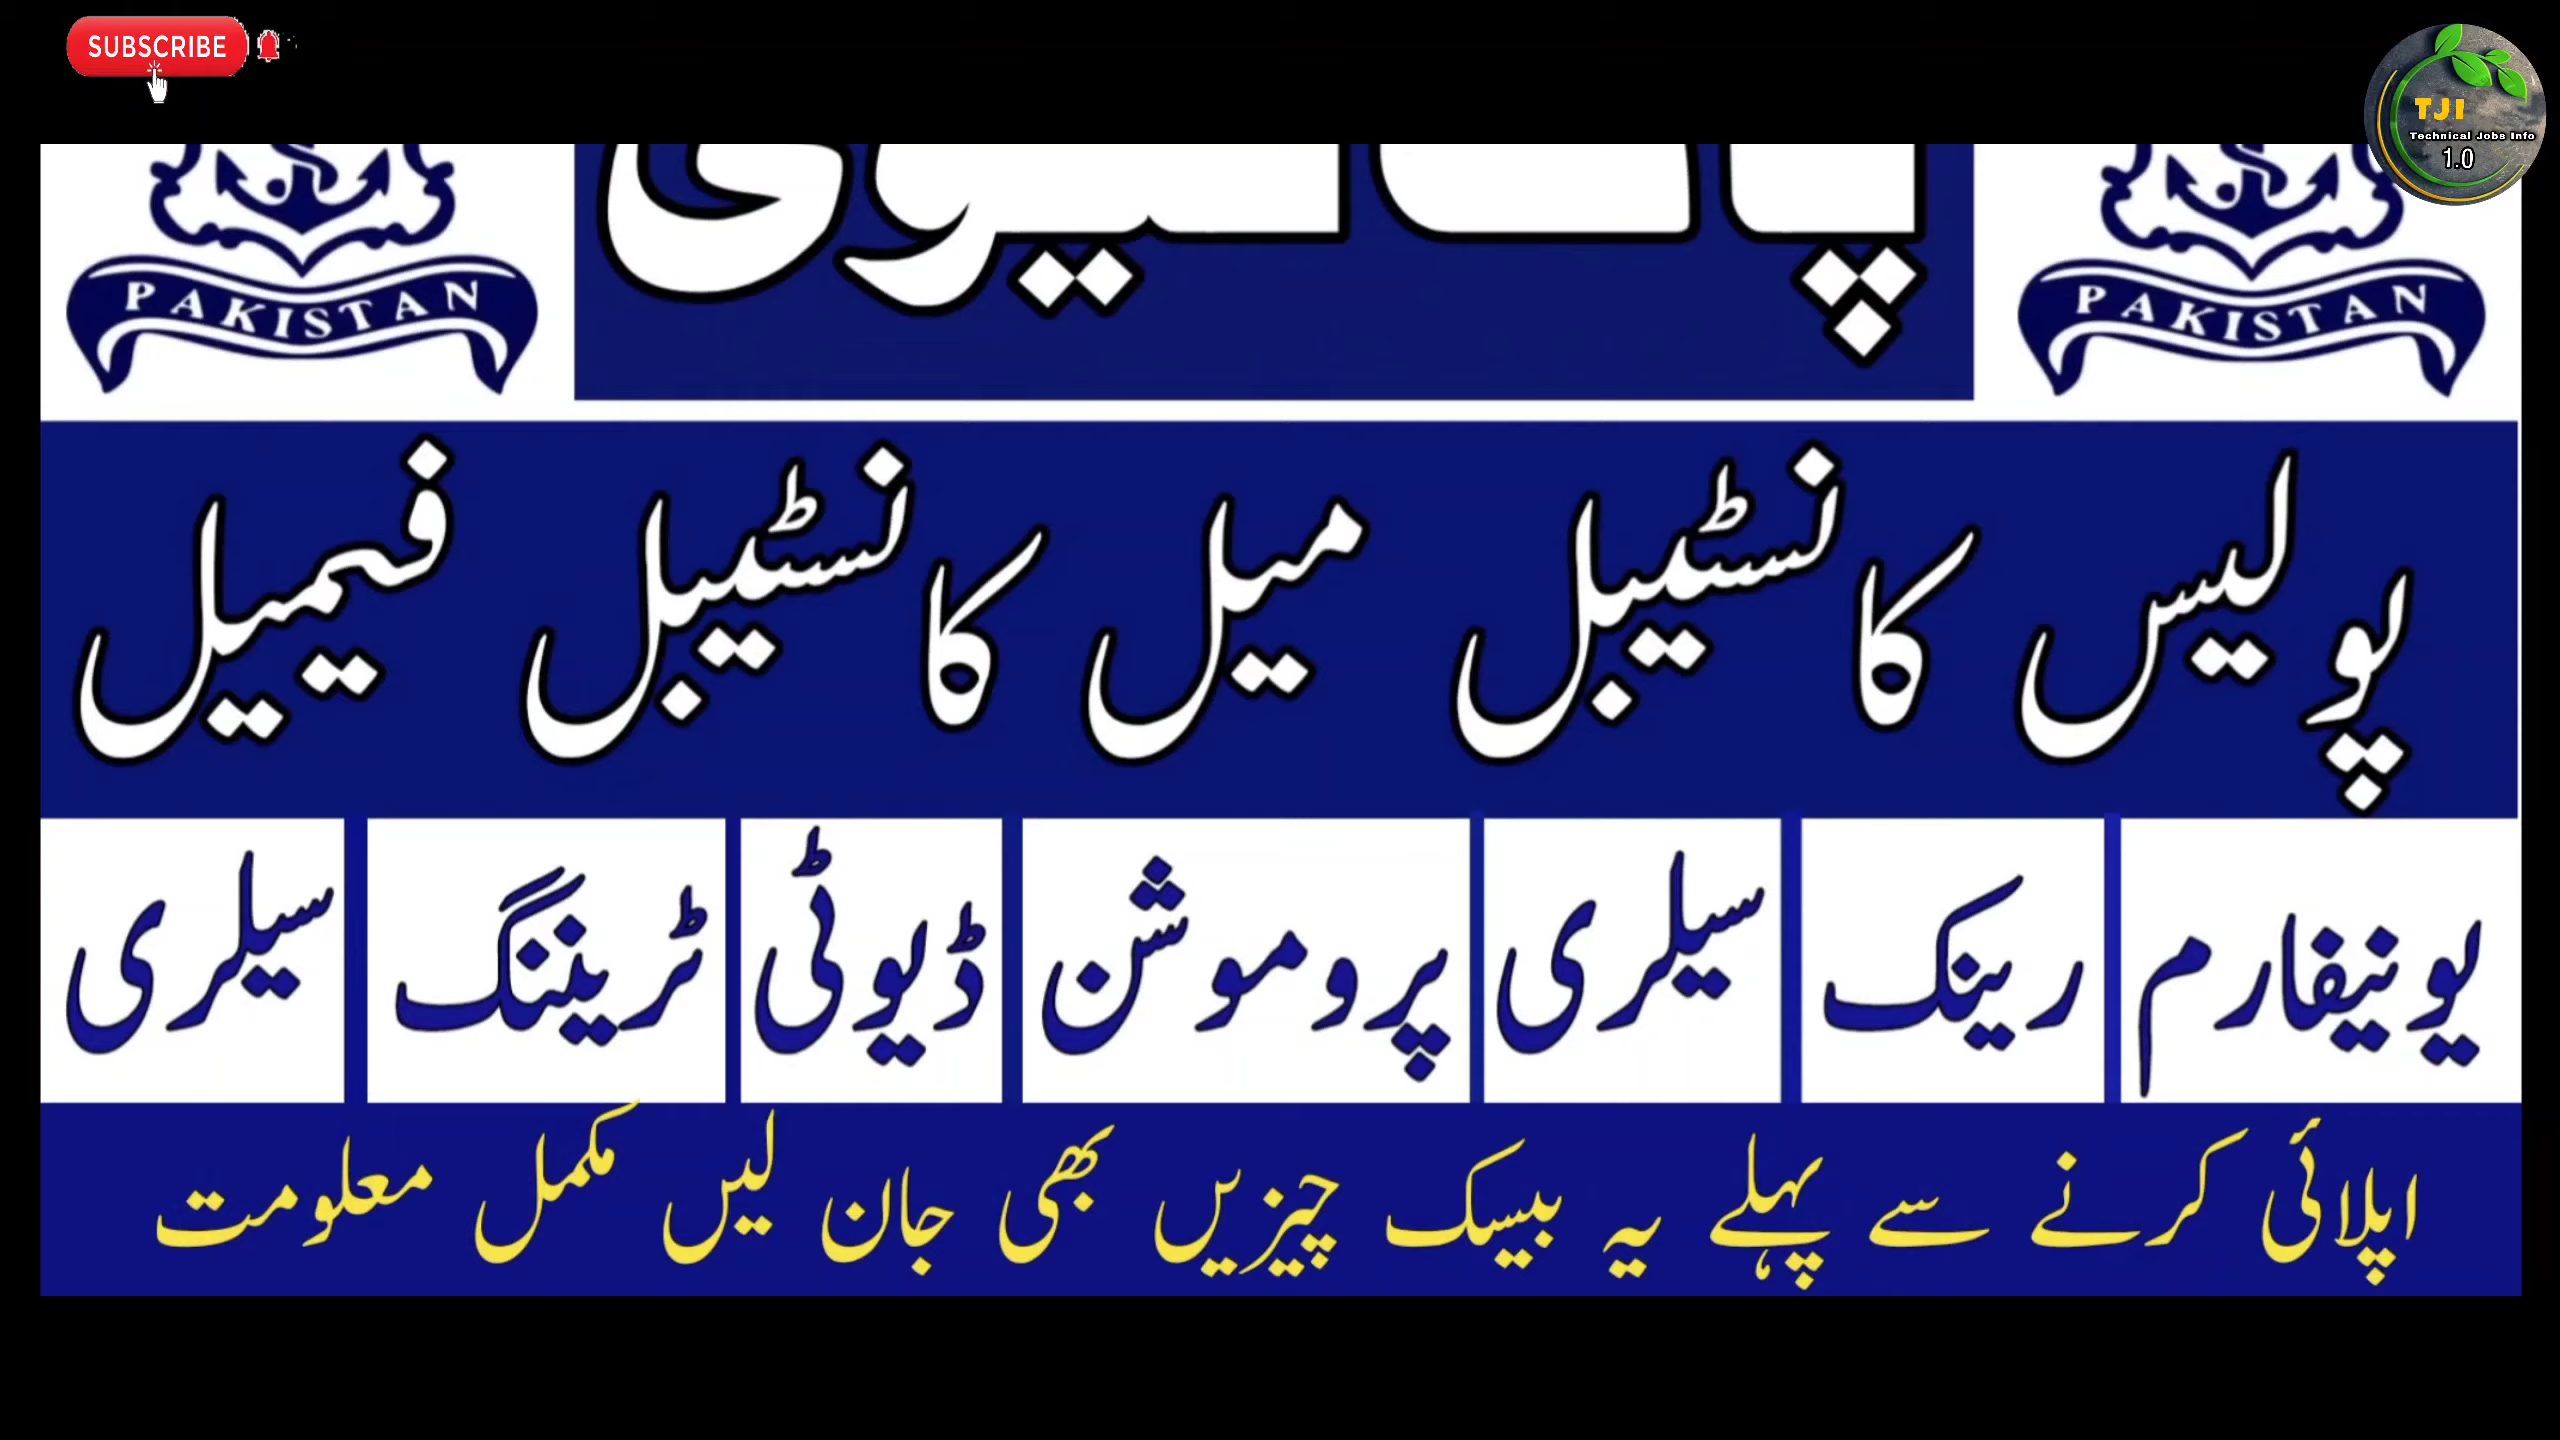 SUBSCRIBE
TJI
Technical Jobs Info
1.0
پاک نیوی
PAKISTAN
PAKISTAN
پولیس کانسٹیبل میل کانسٹیبل فیمیل
یونیفارم رینک سیلری پروموشن ڈیوٹی ٹریننگ سیلری
اپلائی کرنے سے پہلے یہ بیسک چیزیں بھی جان لیں مکمل معلومت